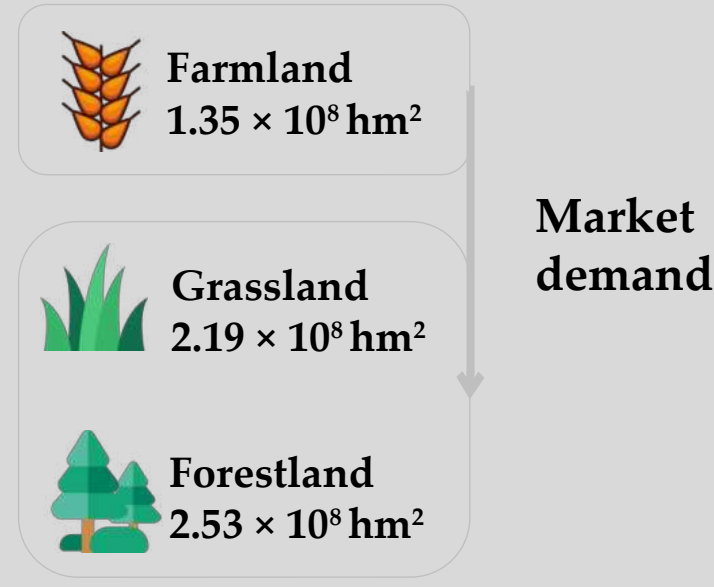 Farmland
1.35 × 10⁸ hm²
Market
demand
Grassland
2.19 × 10⁸ hm²
Forestland
2.53 × 10⁸ hm²